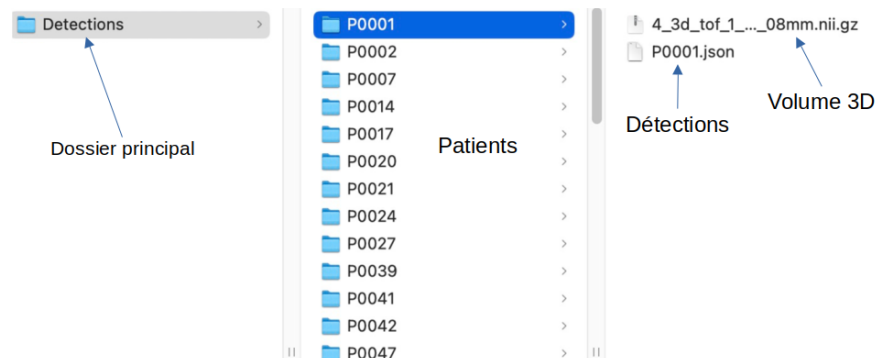 Detections
Dossier principal
P0001
P0002
P0007
P0014
P0017
P0020
P0021
P0024
P0027
P0039
P0041
P0042
P0047
Patients
4_3d_tof_1_..._08mm.nii.gz
P0001.json
Volume 3D
Détections